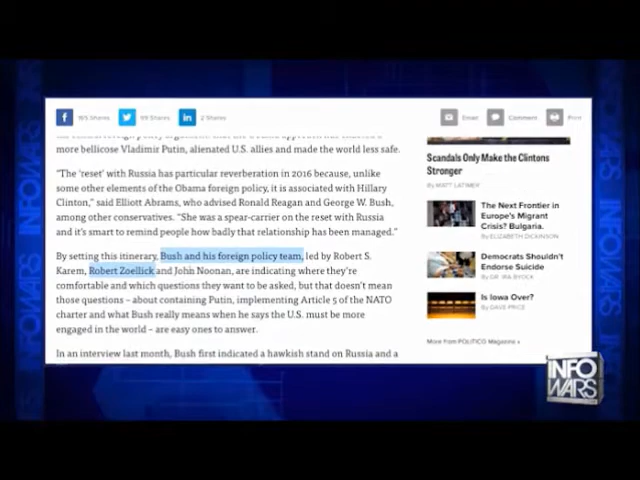 165 Shares
99 Shares
2 Shares
Email
Comment
Print
more bellicose Vladimir Putin, alienated U.S. allies and made the world less safe.
"The 'reset' with Russia has particular reverberation in 2016 because, unlike
some other elements of the Obama foreign policy, it is associated with Hillary
Clinton," said Elliott Abrams, who advised Ronald Reagan and George W. Bush,
among other conservatives. "She was a spear-carrier on the reset with Russia
and it's smart to remind people how badly that relationship has been managed."
By setting this itinerary, Bush and his foreign policy team, led by Robert S.
Karem, Robert Zoellick and John Noonan, are indicating where they're
comfortable and which questions they want to be asked, but that doesn't mean
those questions – about containing Putin, implementing Article 5 of the NATO
charter and what Bush really means when he says the U.S. must be more
engaged in the world – are easy ones to answer.
In an interview last month, Bush first indicated a hawkish stand on Russia and a
Scandals Only Make the Clintons
Stronger
By MATT LATIMER
The Next Frontier in
Europe's Migrant
Crisis? Bulgaria.
By ELIZABETH DICKINSON
Democrats Shouldn't
Endorse Suicide
By DR. IRA BYOCK
Is Iowa Over?
By DAVE PRICE
More from POLITICO Magazine »
INFO
WARS